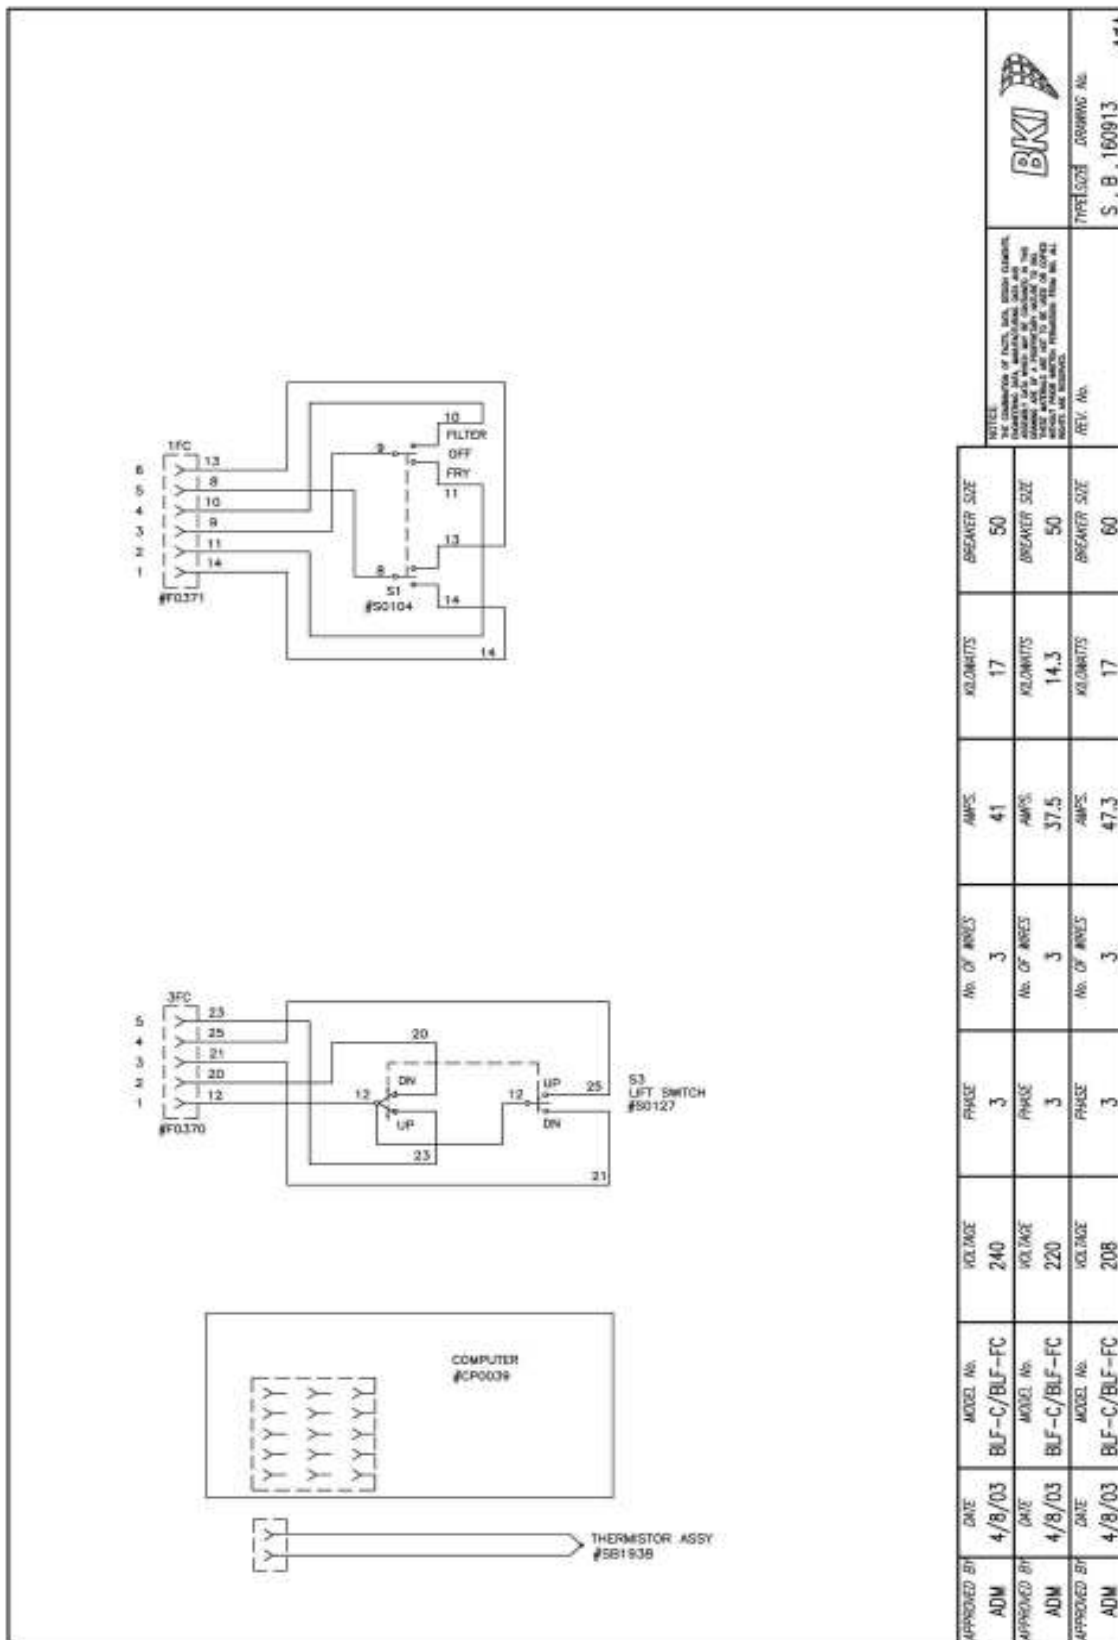 1FC
6
5
4
3
2
1
13
8
10
9
11
14
#F0371
10
FILTER
OFF
FRY
11
9
13
8
S1
#S0104
14
14
3FC
5
4
3
2
1
23
25
21
20
12
#F0370
20
DN
12
UP
23
12
UP
25
DN
21
S3
LIFT SWITCH
#S0127
COMPUTER
#CP0039
THERMISTOR ASSY
#SB1938
APPROVED BY DATE MODEL No. VOLTAGE PHASE No. OF WIRES AMPS. KILOWATTS BREAKER SIZE
ADM 4/8/03 BLF-C/BLF-FC 240 3 3 41 17 50
APPROVED BY DATE MODEL No. VOLTAGE PHASE No. OF WIRES AMPS. KILOWATTS BREAKER SIZE
ADM 4/8/03 BLF-C/BLF-FC 220 3 3 37.5 14.3 50
APPROVED BY DATE MODEL No. VOLTAGE PHASE No. OF WIRES AMPS. KILOWATTS BREAKER SIZE
ADM 4/8/03 BLF-C/BLF-FC 208 3 3 47.3 17 60
NOTICE:
BKI
REV. No.
TYPE SIZE DRAWING No.
S B 160913